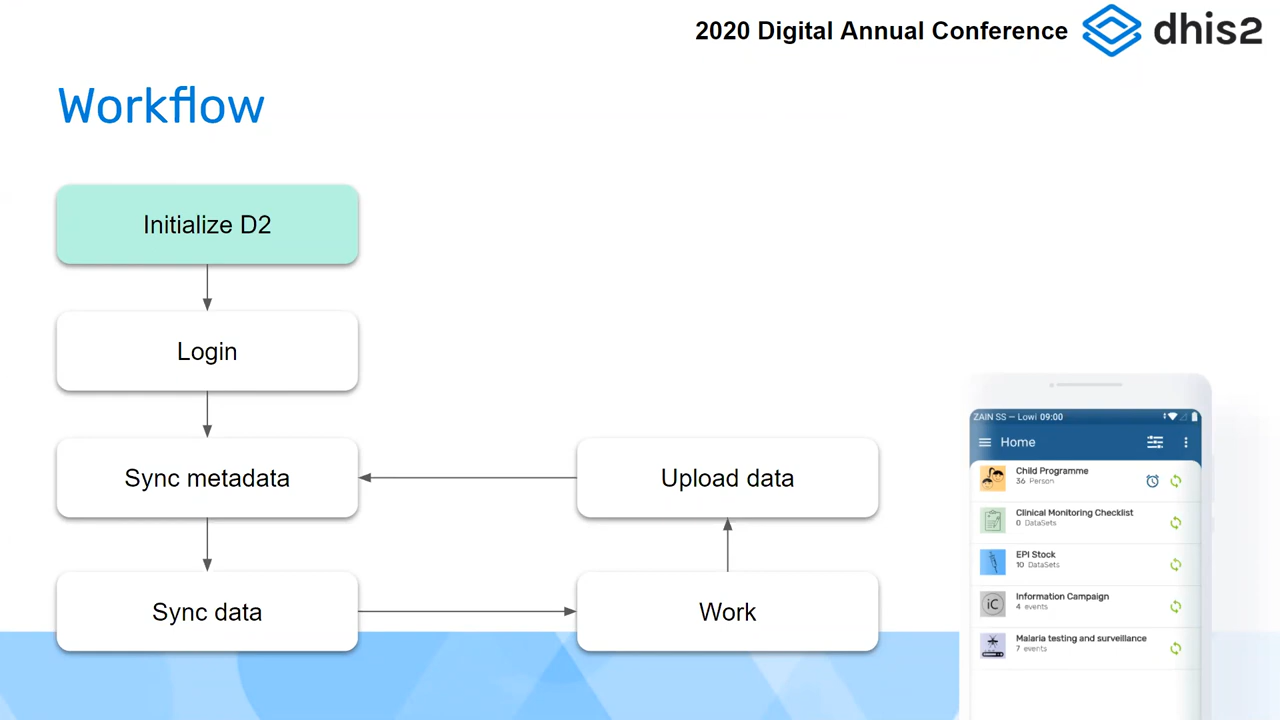 2020 Digital Annual Conference dhis2
Workflow
Initialize D2
Login
Sync metadata
Upload data
Sync data
Work
ZAIN SS – Lowi 09:00
Home
Child Programme
36 Person
Clinical Monitoring Checklist
0 DataSets
EPI Stock
10 DataSets
iC
Information Campaign
4 events
Malaria testing and surveillance
7 events